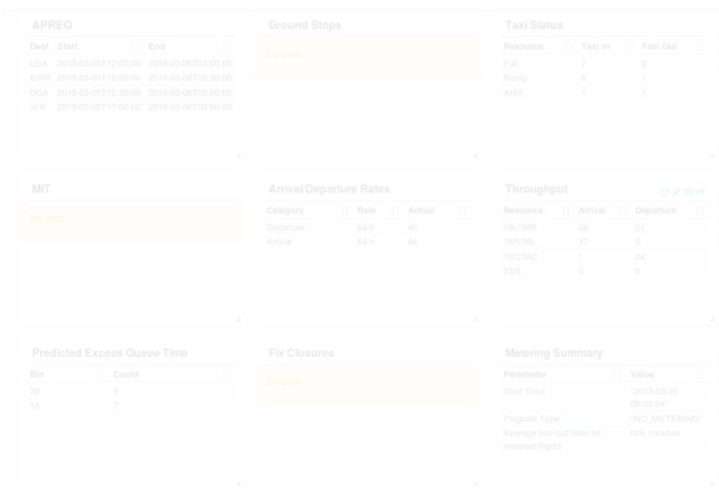 APREQ
Dest Start End
LGA 2018-03-05T12:00:00 2018-03-06T03:00:00
EWR 2018-03-05T12:00:00 2018-03-06T02:30:00
DCA 2018-03-05T12:30:00 2018-03-06T03:00:00
JFK 2018-03-05T17:00:00 2018-03-06T03:00:00
Ground Stops
No data
Taxi Status
Resource Taxi In Taxi Out
Full 7 2
Ramp 6 1
AMA 1 1
MIT
No data
Arrival/Departure Rates
Category Rate Actual
Departure 64/h 46
Arrival 64/h 64
Throughput
Resource Arrival Departure
18L/36R 26 21
18R/36L 37 0
18C/36C 1 24
23/5 0 0
Predicted Excess Queue Time
Bin Count
30 3
15 7
Fix Closures
No data
Metering Summary
Parameter Value
Start Time "2018-03-05
08:03:04"
Program Type "NO_METERING"
Average taxi out time for N/A minutes
metered flights